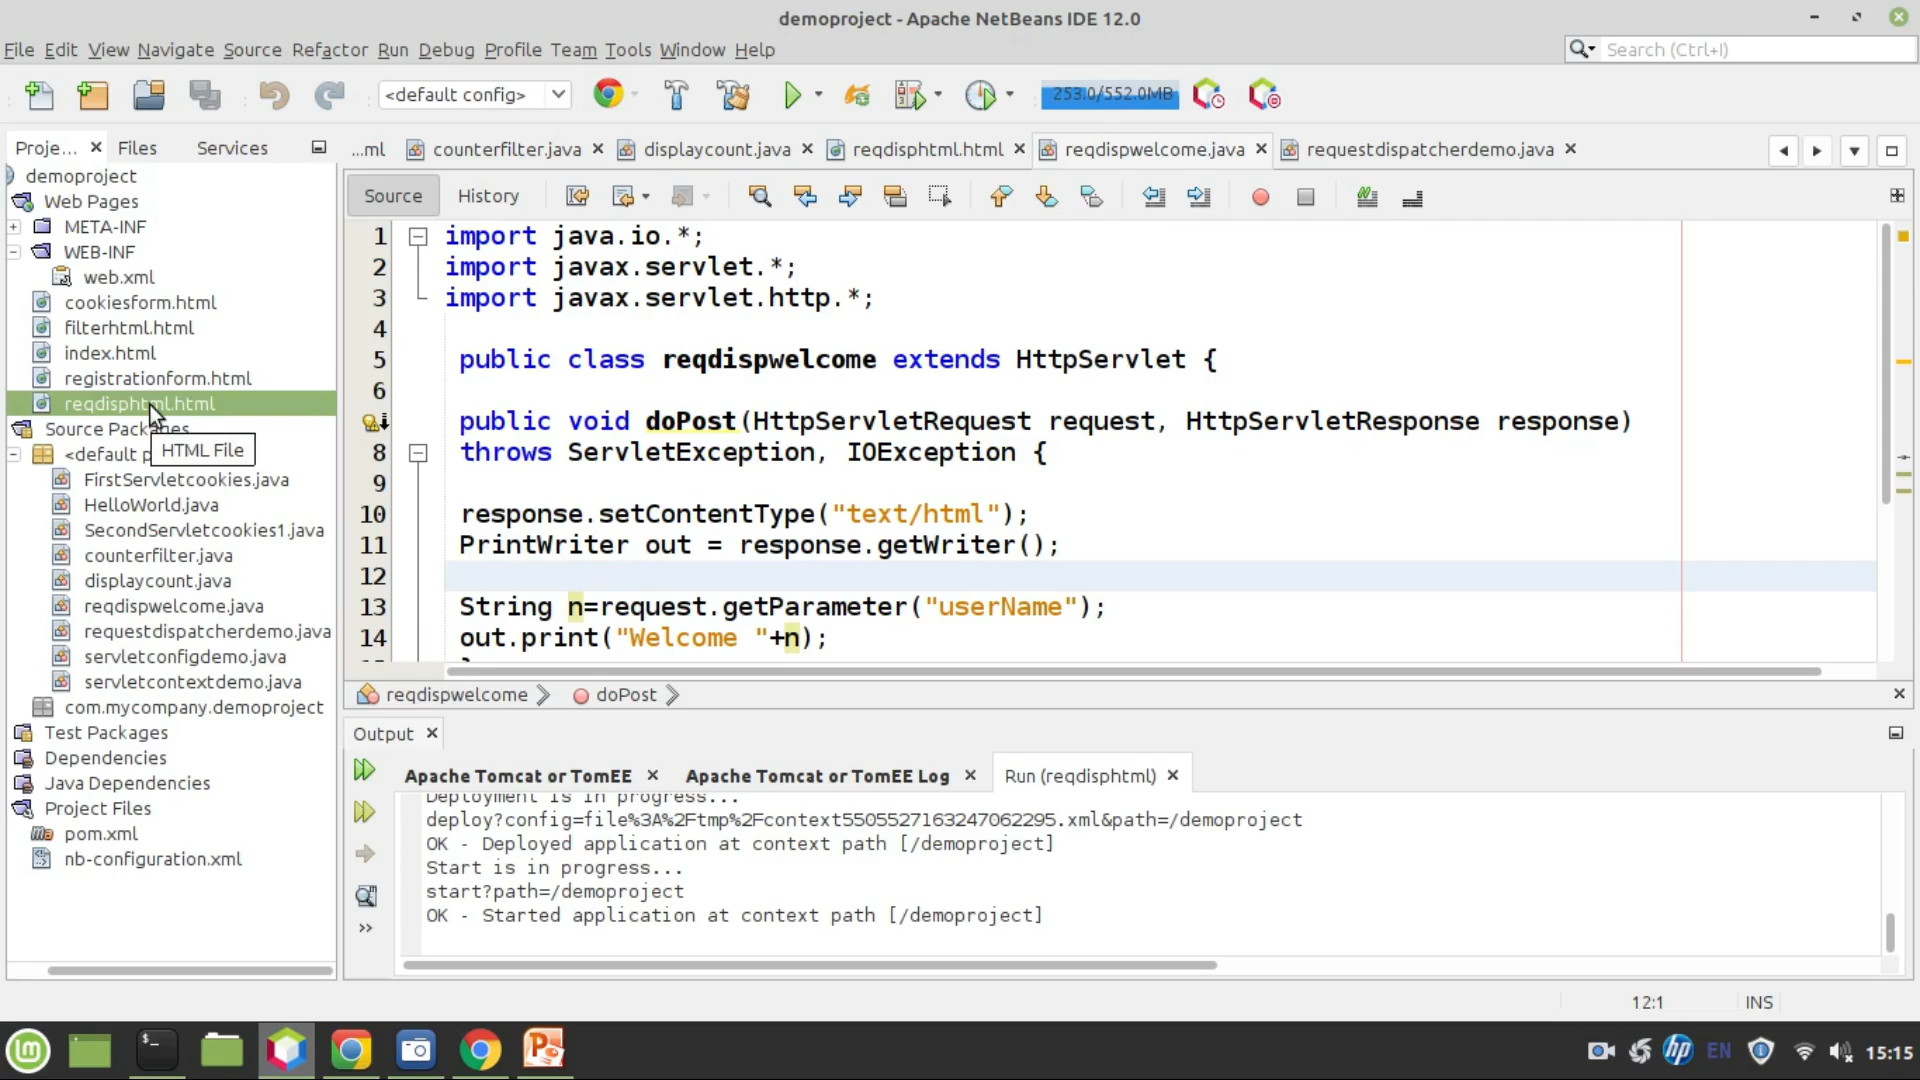 demoproject - Apache NetBeans IDE 12.0
File Edit View Navigate Source Refactor Run Debug Profile Team Tools Window Help
Search (Ctrl+I)
<default config>
253.0/552.0MB
Proje... Files Services
...ml counterfilter.java displaycount.java reqdisphtml.html reqdispwelcome.java requestdispatcherdemo.java
Source History
demoproject
Web Pages
META-INF
WEB-INF
web.xml
cookiesform.html
filterhtml.html
index.html
registrationform.html
reqdisphtml.html
Source Packages
HTML File
<default p
FirstServletcookies.java
HelloWorld.java
SecondServletcookies1.java
counterfilter.java
displaycount.java
reqdispwelcome.java
requestdispatcherdemo.java
servletconfigdemo.java
servletcontextdemo.java
com.mycompany.demoproject
Test Packages
Dependencies
Java Dependencies
Project Files
pom.xml
nb-configuration.xml
1 import java.io.*;
2 import javax.servlet.*;
3 import javax.servlet.http.*;
4
5 public class reqdispwelcome extends HttpServlet {
6
public void doPost(HttpServletRequest request, HttpServletResponse response)
8 throws ServletException, IOException {
9
10 response.setContentType("text/html");
11 PrintWriter out = response.getWriter();
12
13 String n=request.getParameter("userName");
14 out.print("Welcome "+n);
reqdispwelcome doPost
Output
Apache Tomcat or TomEE Apache Tomcat or TomEE Log Run (reqdisphtml)
Deployment is in progress...
deploy?config=file%3A%2Ftmp%2Fcontext5505527163247062295.xml&path=/demoproject
OK - Deployed application at context path [/demoproject]
Start is in progress...
start?path=/demoproject
OK - Started application at context path [/demoproject]
12:1 INS
EN 15:15